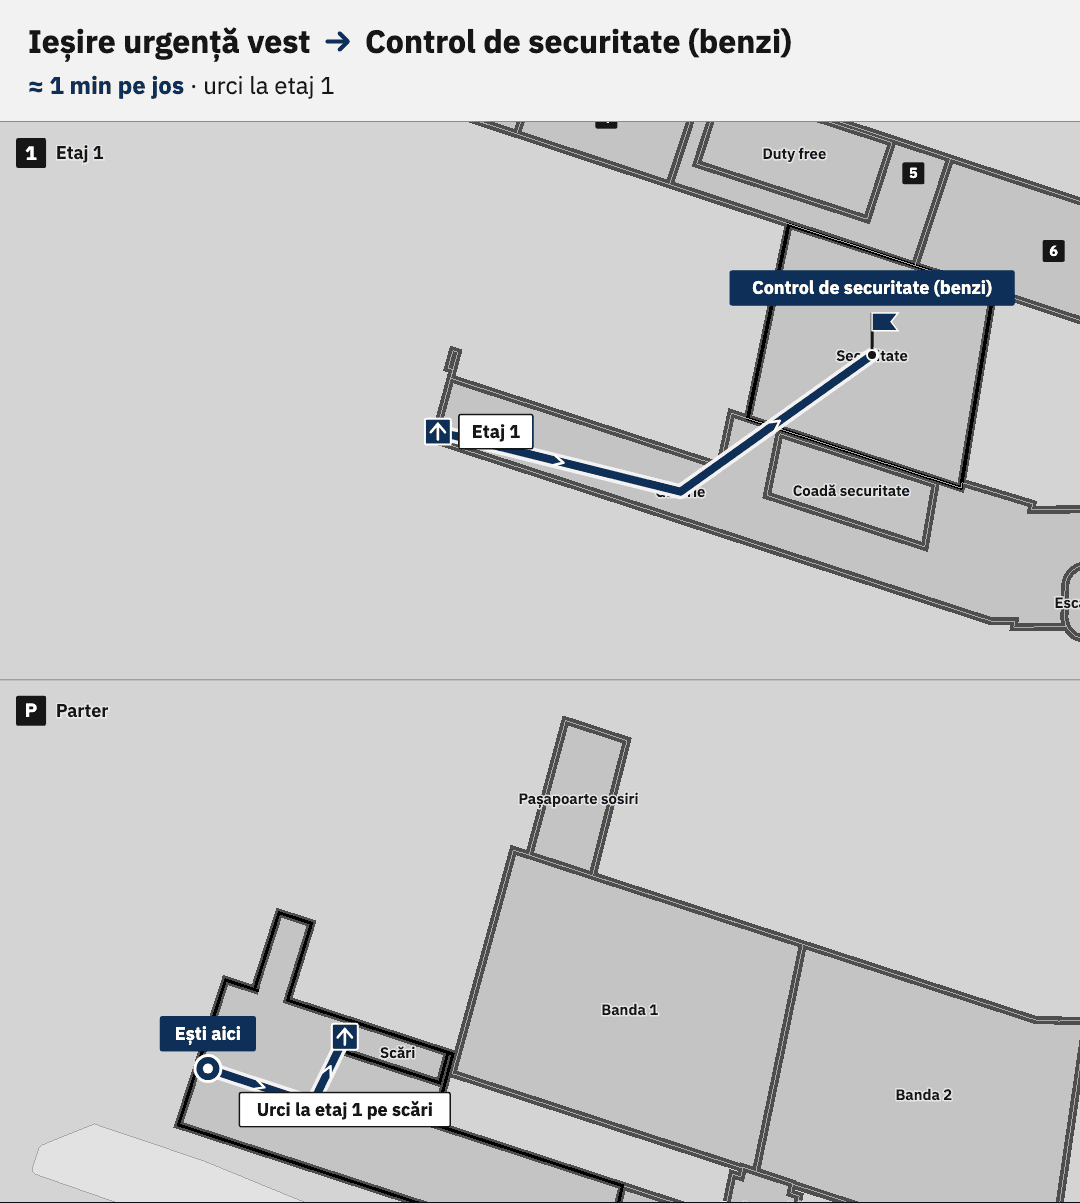 Ieșire urgență vest → Control de securitate (benzi)
≈ 1 min pe jos · urci la etaj 1
1 Etaj 1
Duty free
5
6
Control de securitate (benzi)
Etaj 1
Coadă securitate
P Parter
Pașapoarte sosiri
Banda 1
Ești aici
Scări
Banda 2
Urci la etaj 1 pe scări